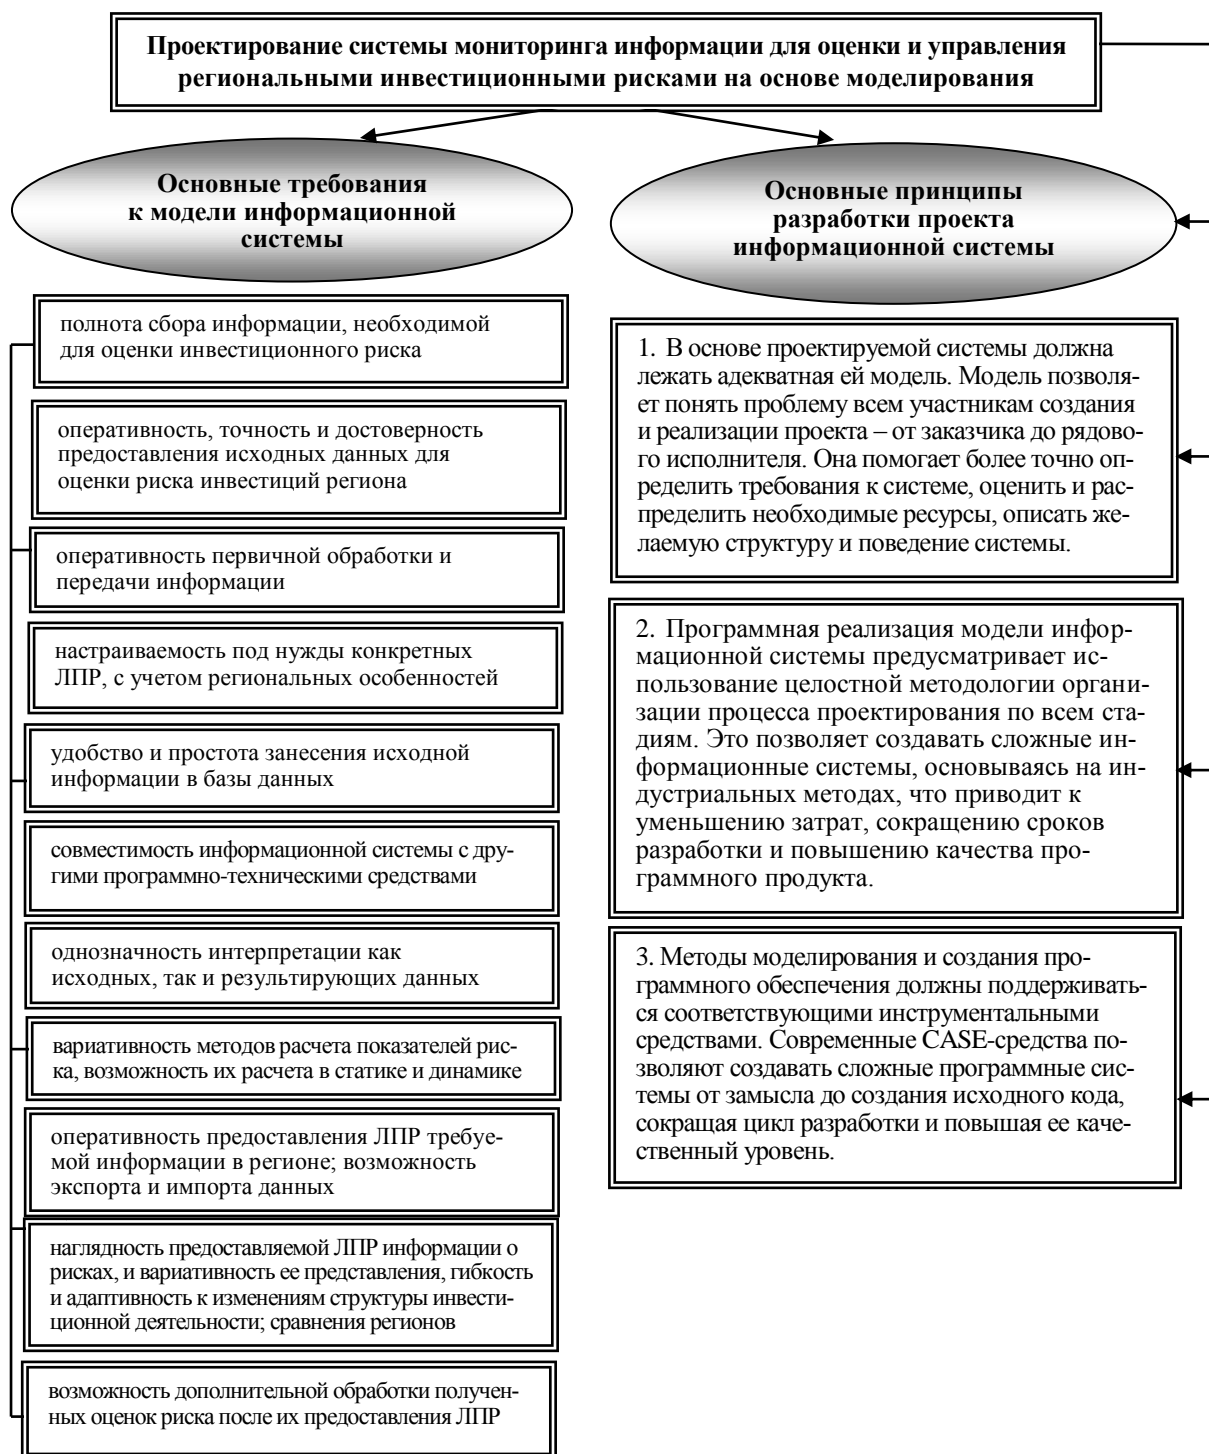 Проектирование системы мониторинга информации для оценки и управления
региональными инвестиционными рисками на основе моделирования
Основные требования
к модели информационной
системы
полнота сбора информации, необходимой
для оценки инвестиционного риска
оперативность, точность и достоверность
предоставления исходных данных для
оценки риска инвестиций региона
оперативность первичной обработки и
передачи информации
настраиваемость под нужды конкретных
ЛПР, с учетом региональных особенностей
удобство и простота занесения исходной
информации в базы данных
совместимость информационной системы с дру-
гими программно-техническими средствами
однозначность интерпретации как
исходных, так и результирующих данных
вариативность методов расчета показателей рис-
ка, возможность их расчета в статике и динамике
оперативность предоставления ЛПР требуе-
мой информации в регионе; возможность
экспорта и импорта данных
наглядность предоставляемой ЛПР информации о
рисках, и вариативность ее представления, гибкость
и адаптивность к изменениям структуры инвести-
ционной деятельности; сравнения регионов
возможность дополнительной обработки получен-
ных оценок риска после их предоставления ЛПР
Основные принципы
разработки проекта
информационной системы
1. В основе проектируемой системы должна
лежать адекватная ей модель. Модель позволя-
ет понять проблему всем участникам создания
и реализации проекта – от заказчика до рядово-
го исполнителя. Она помогает более точно оп-
ределить требования к системе, оценить и рас-
пределить необходимые ресурсы, описать же-
лаемую структуру и поведение системы.
2. Программная реализация модели инфор-
мационной системы предусматривает ис-
пользование целостной методологии органи-
зации процесса проектирования по всем ста-
диям. Это позволяет создавать сложные ин-
формационные системы, основываясь на ин-
дустриальных методах, что приводит к
уменьшению затрат, сокращению сроков
разработки и повышению качества про-
граммного продукта.
3. Методы моделирования и создания про-
граммного обеспечения должны поддерживать-
ся соответствующими инструментальными
средствами. Современные CASE-средства по-
зволяют создавать сложные программные сис-
темы от замысла до создания исходного кода,
сокращая цикл разработки и повышая ее каче-
ственный уровень.